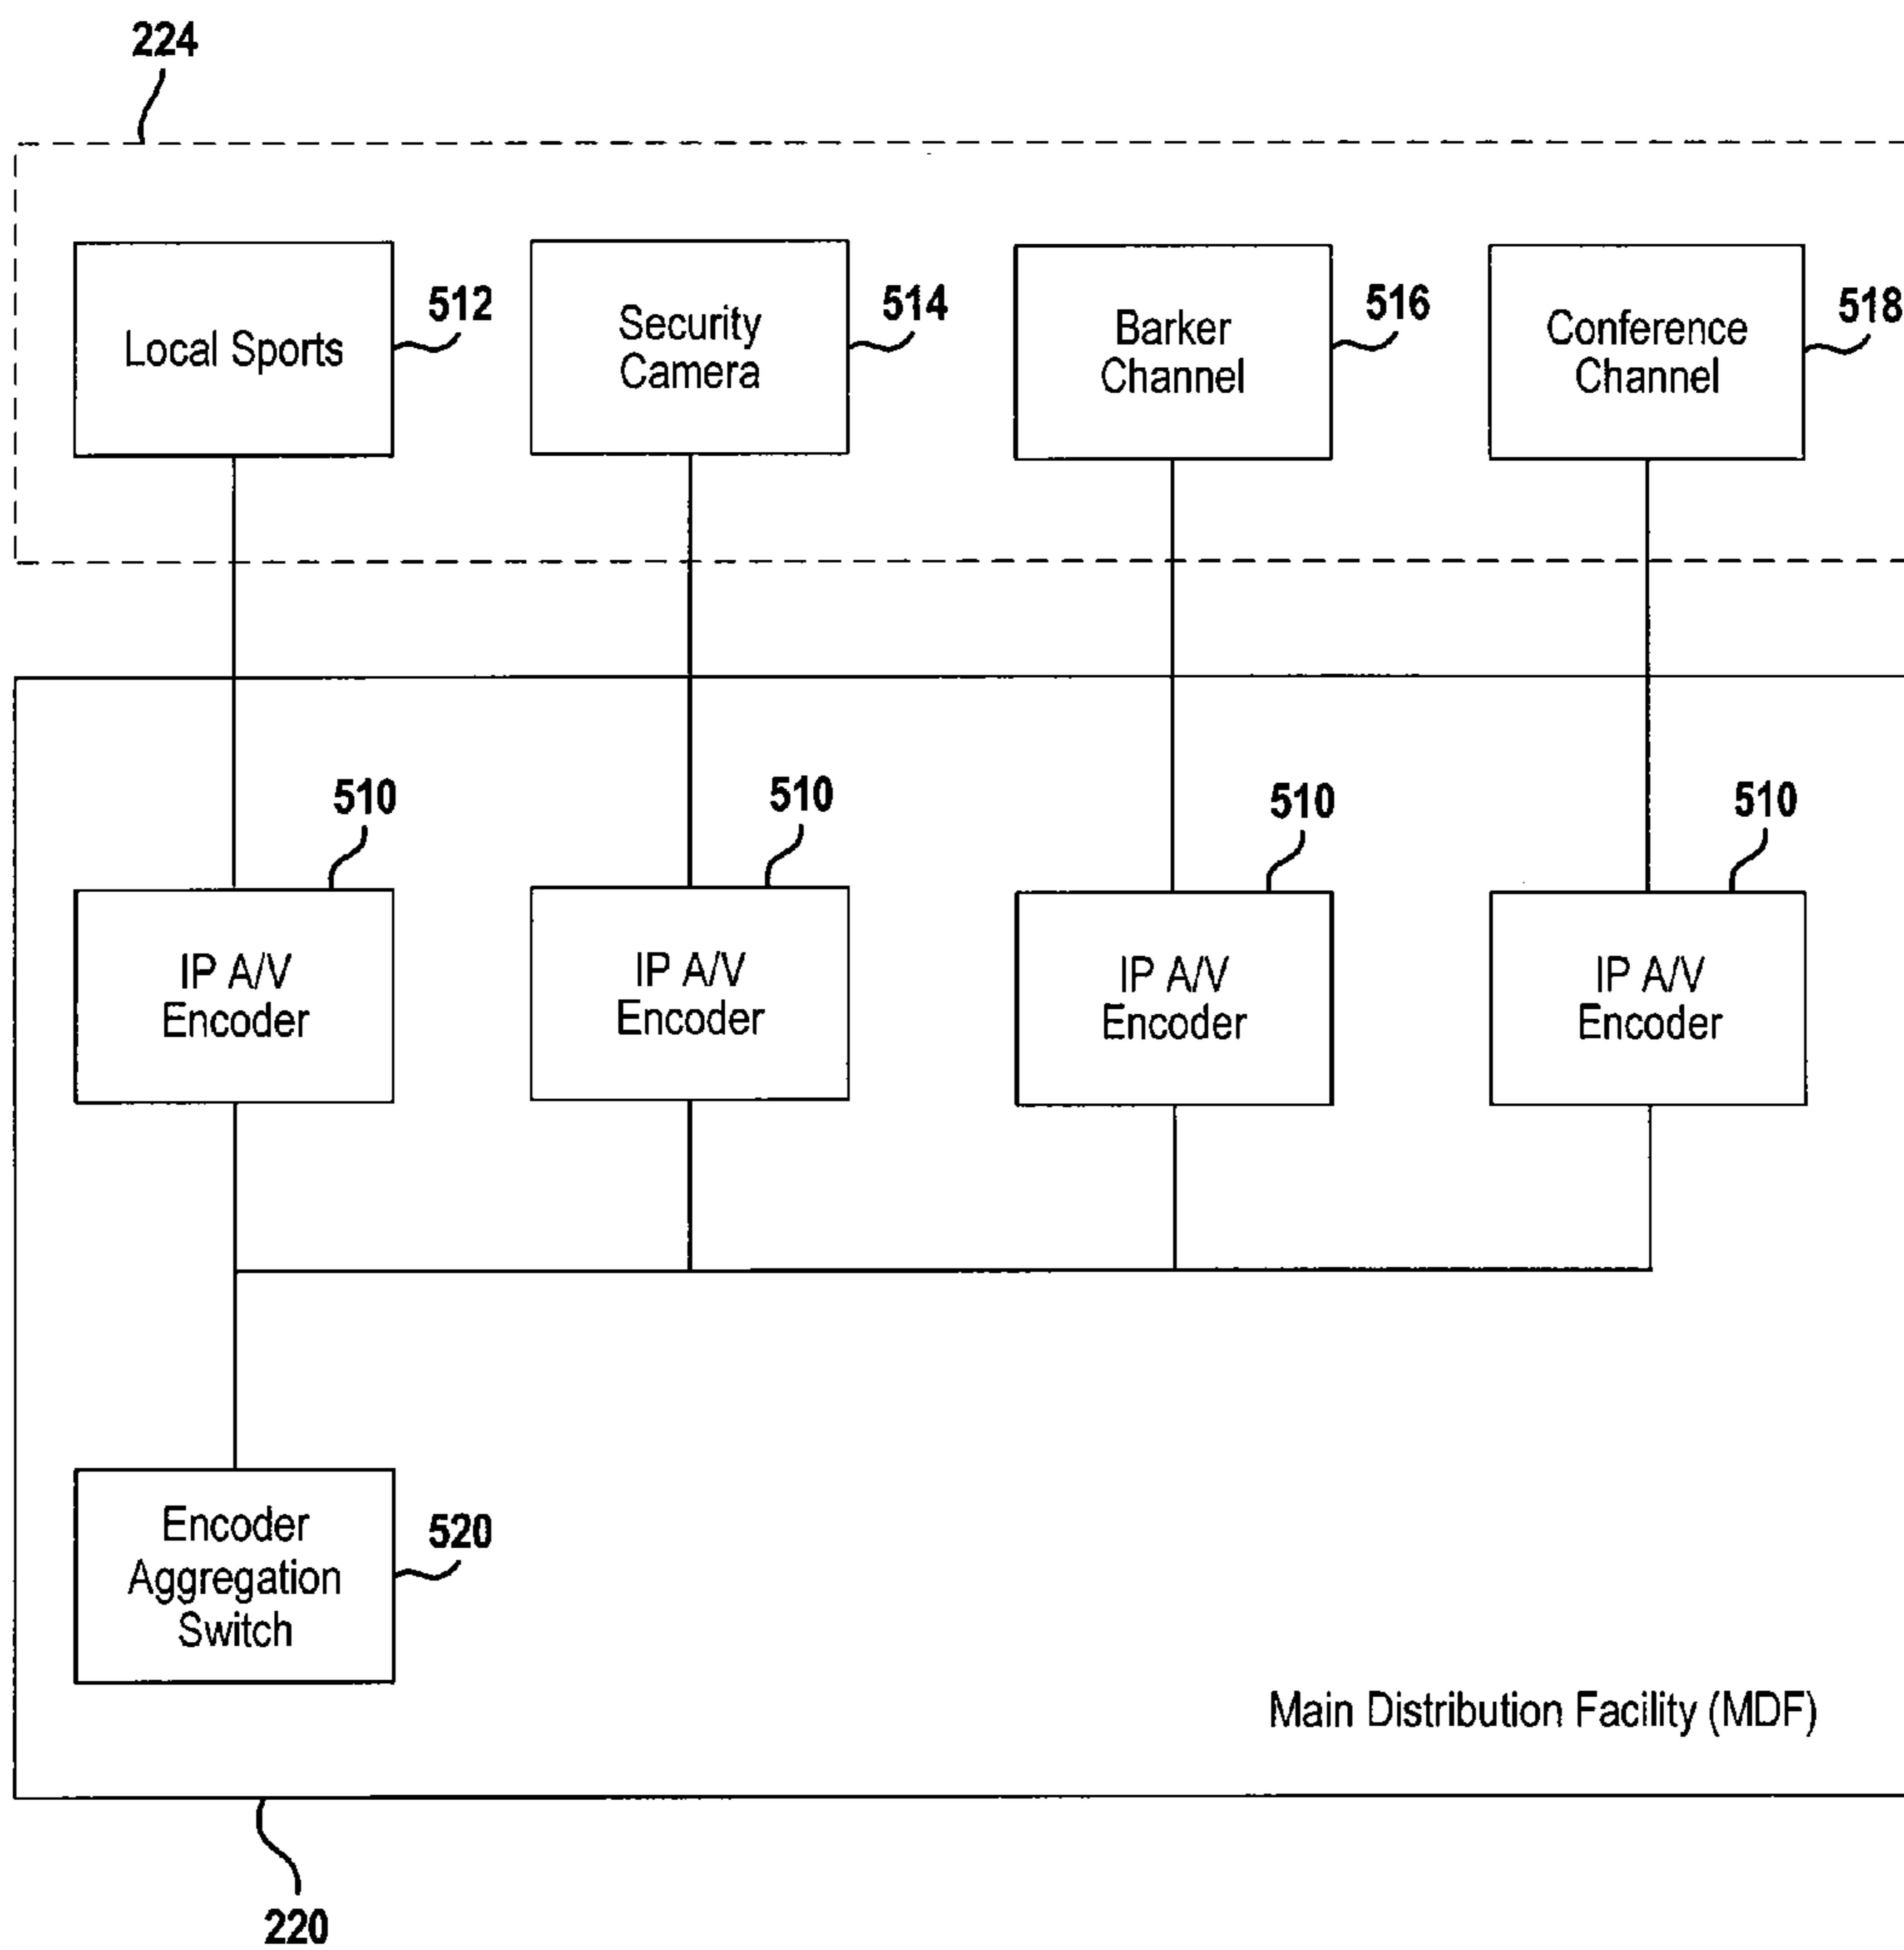 224
Local Sports
512
Security
Camera
514
Barker
Channel
516
Conference
Channel
518
510
510
510
510
IP A/V
Encoder
IP A/V
Encoder
IP A/V
Encoder
IP A/V
Encoder
Encoder
Aggregation
Switch
520
Main Distribution Facility (MDF)
220